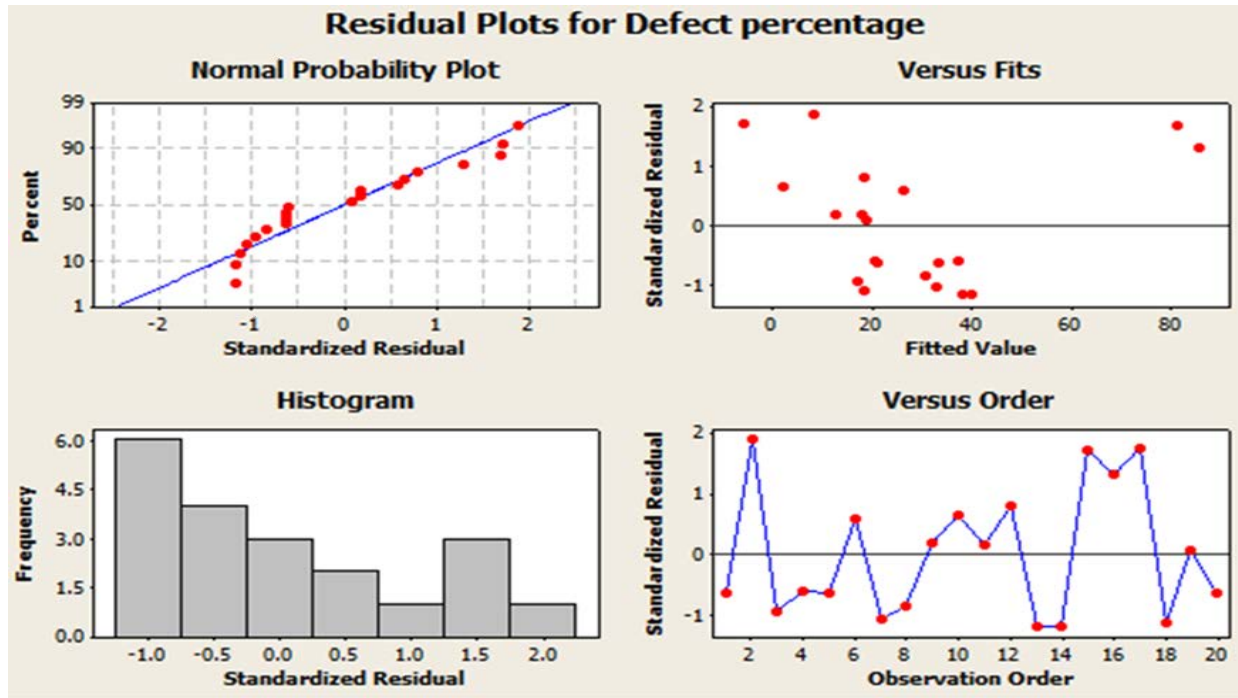 Residual Plots for Defect percentage
Normal Probability Plot
99
90
50
10
1
Percent
-2 -1 0 1 2
Standardized Residual
Versus Fits
2
1
0
-1
Standardized Residual
0 20 40 60 80
Fitted Value
Histogram
6.0
4.5
3.0
1.5
0.0
Frequency
-1.0 -0.5 0.0 0.5 1.0 1.5 2.0
Standardized Residual
Versus Order
2
1
0
-1
Standardized Residual
2 4 6 8 10 12 14 16 18 20
Observation Order